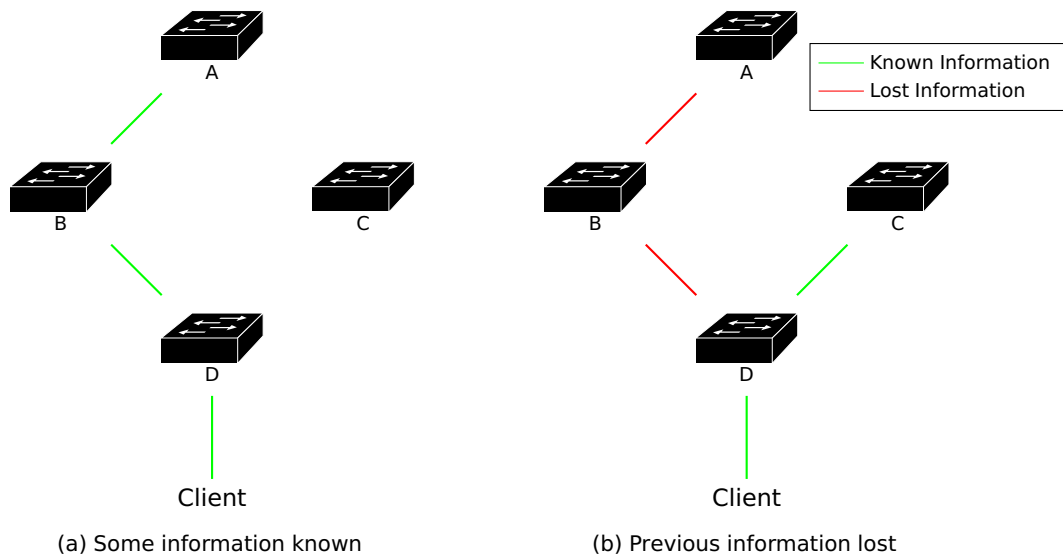 A
B
C
D
Client
(a) Some information known
A
Known Information
Lost Information
B
C
D
Client
(b) Previous information lost